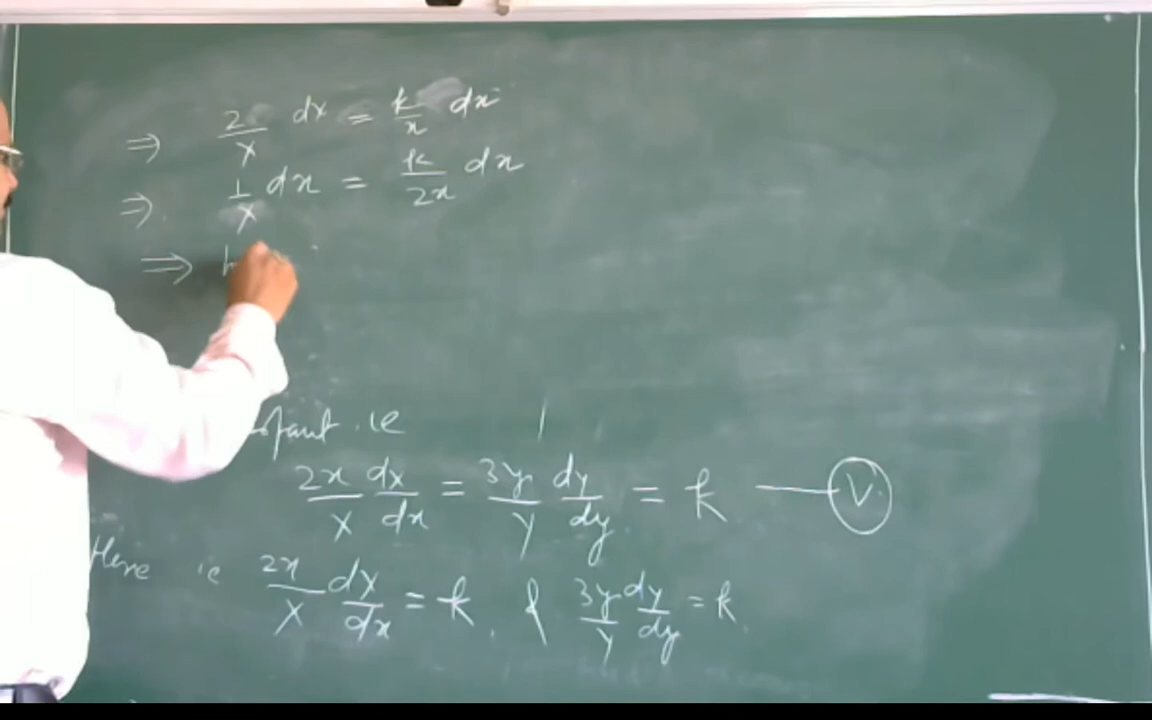 ⇒ 2/X dX = k/x dx
⇒ 1/X dx = k/2x dx
⇒
ie
2x/X dX/dx = 3y/Y dy/dy = k — (V)
Here ie 2x/X dX/dx = k, & 3y/Y dy/dy = k